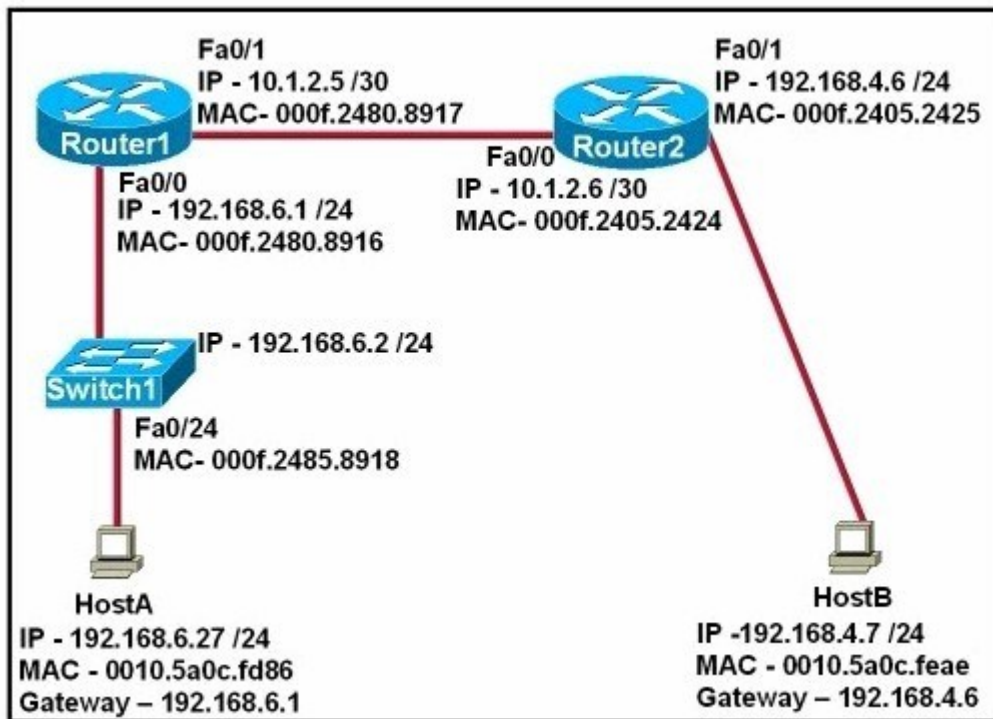 Fa0/1
IP - 10.1.2.5 /30
MAC- 000f.2480.8917
Router1
Fa0/0
IP - 192.168.6.1 /24
MAC- 000f.2480.8916
Fa0/1
IP - 192.168.4.6 /24
MAC- 000f.2405.2425
Router2
Fa0/0
IP - 10.1.2.6 /30
MAC- 000f.2405.2424
IP - 192.168.6.2 /24
Switch1
Fa0/24
MAC- 000f.2485.8918
HostA
IP - 192.168.6.27 /24
MAC - 0010.5a0c.fd86
Gateway – 192.168.6.1
HostB
IP -192.168.4.7 /24
MAC - 0010.5a0c.feae
Gateway – 192.168.4.6